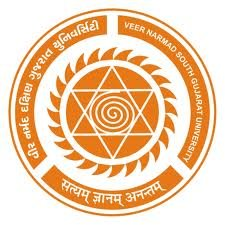 વીર નર્મદ દક્ષિણ ગુજરાત યુનિવર્સિટી
VEER NARMAD SOUTH GUJARAT UNIVERSITY
सत्यम् ज्ञानम् अनन्तम्